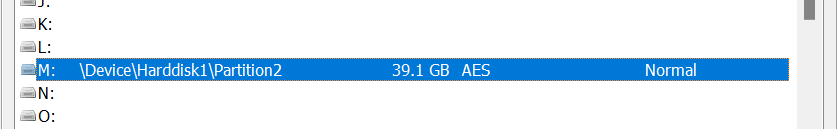 J:
K:
L:
M: \Device\Harddisk1\Partition2 39.1 GB AES Normal
N:
O: